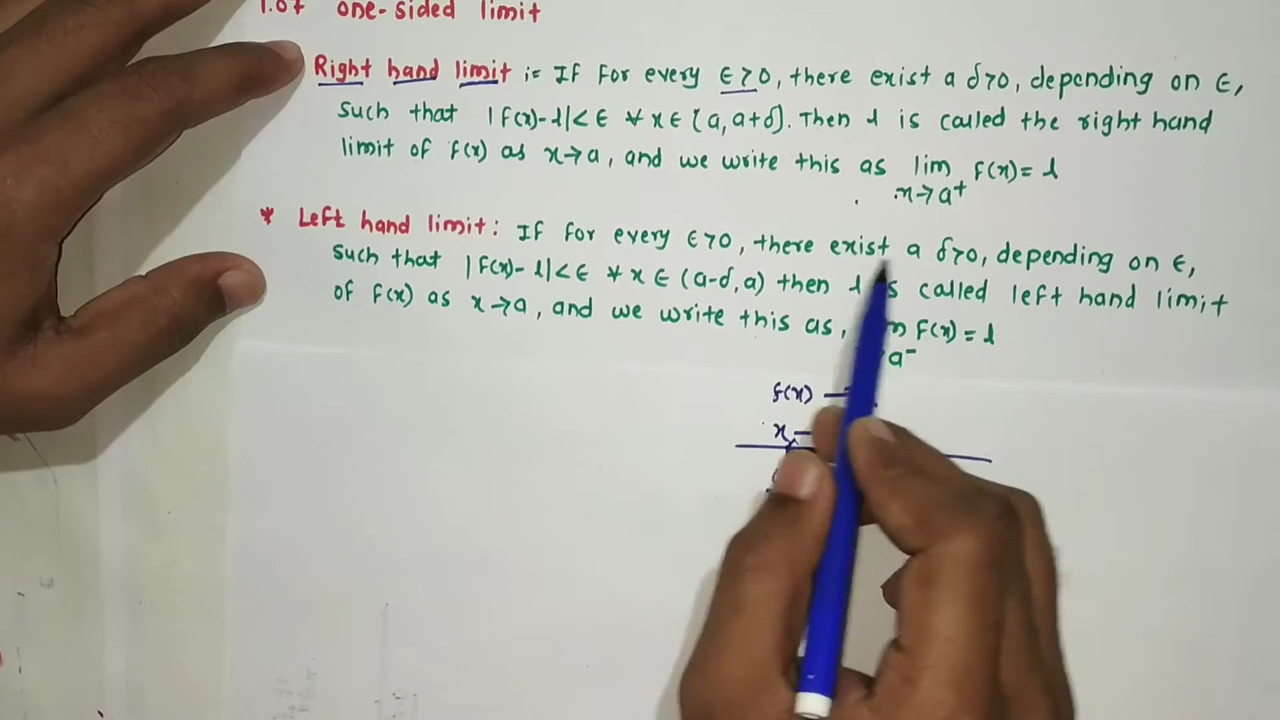 one-sided limit
Right hand limit := If for every ϵ>0, there exist a δ>0, depending on ϵ,
Such that |f(x)-l|<ϵ ∀ x ∈ [a, a+δ). Then l is called the right hand
limit of f(x) as x→a, and we write this as lim f(x)= l
x→a⁺
* Left hand limit: If for every ϵ>0, there exist a δ>0, depending on ϵ,
Such that |f(x)- l|<ϵ ∀ x ∈ (a-δ, a) then l is called left hand limit
of f(x) as x→a, and we write this as, f(x) = l
a⁻
f(x)
x